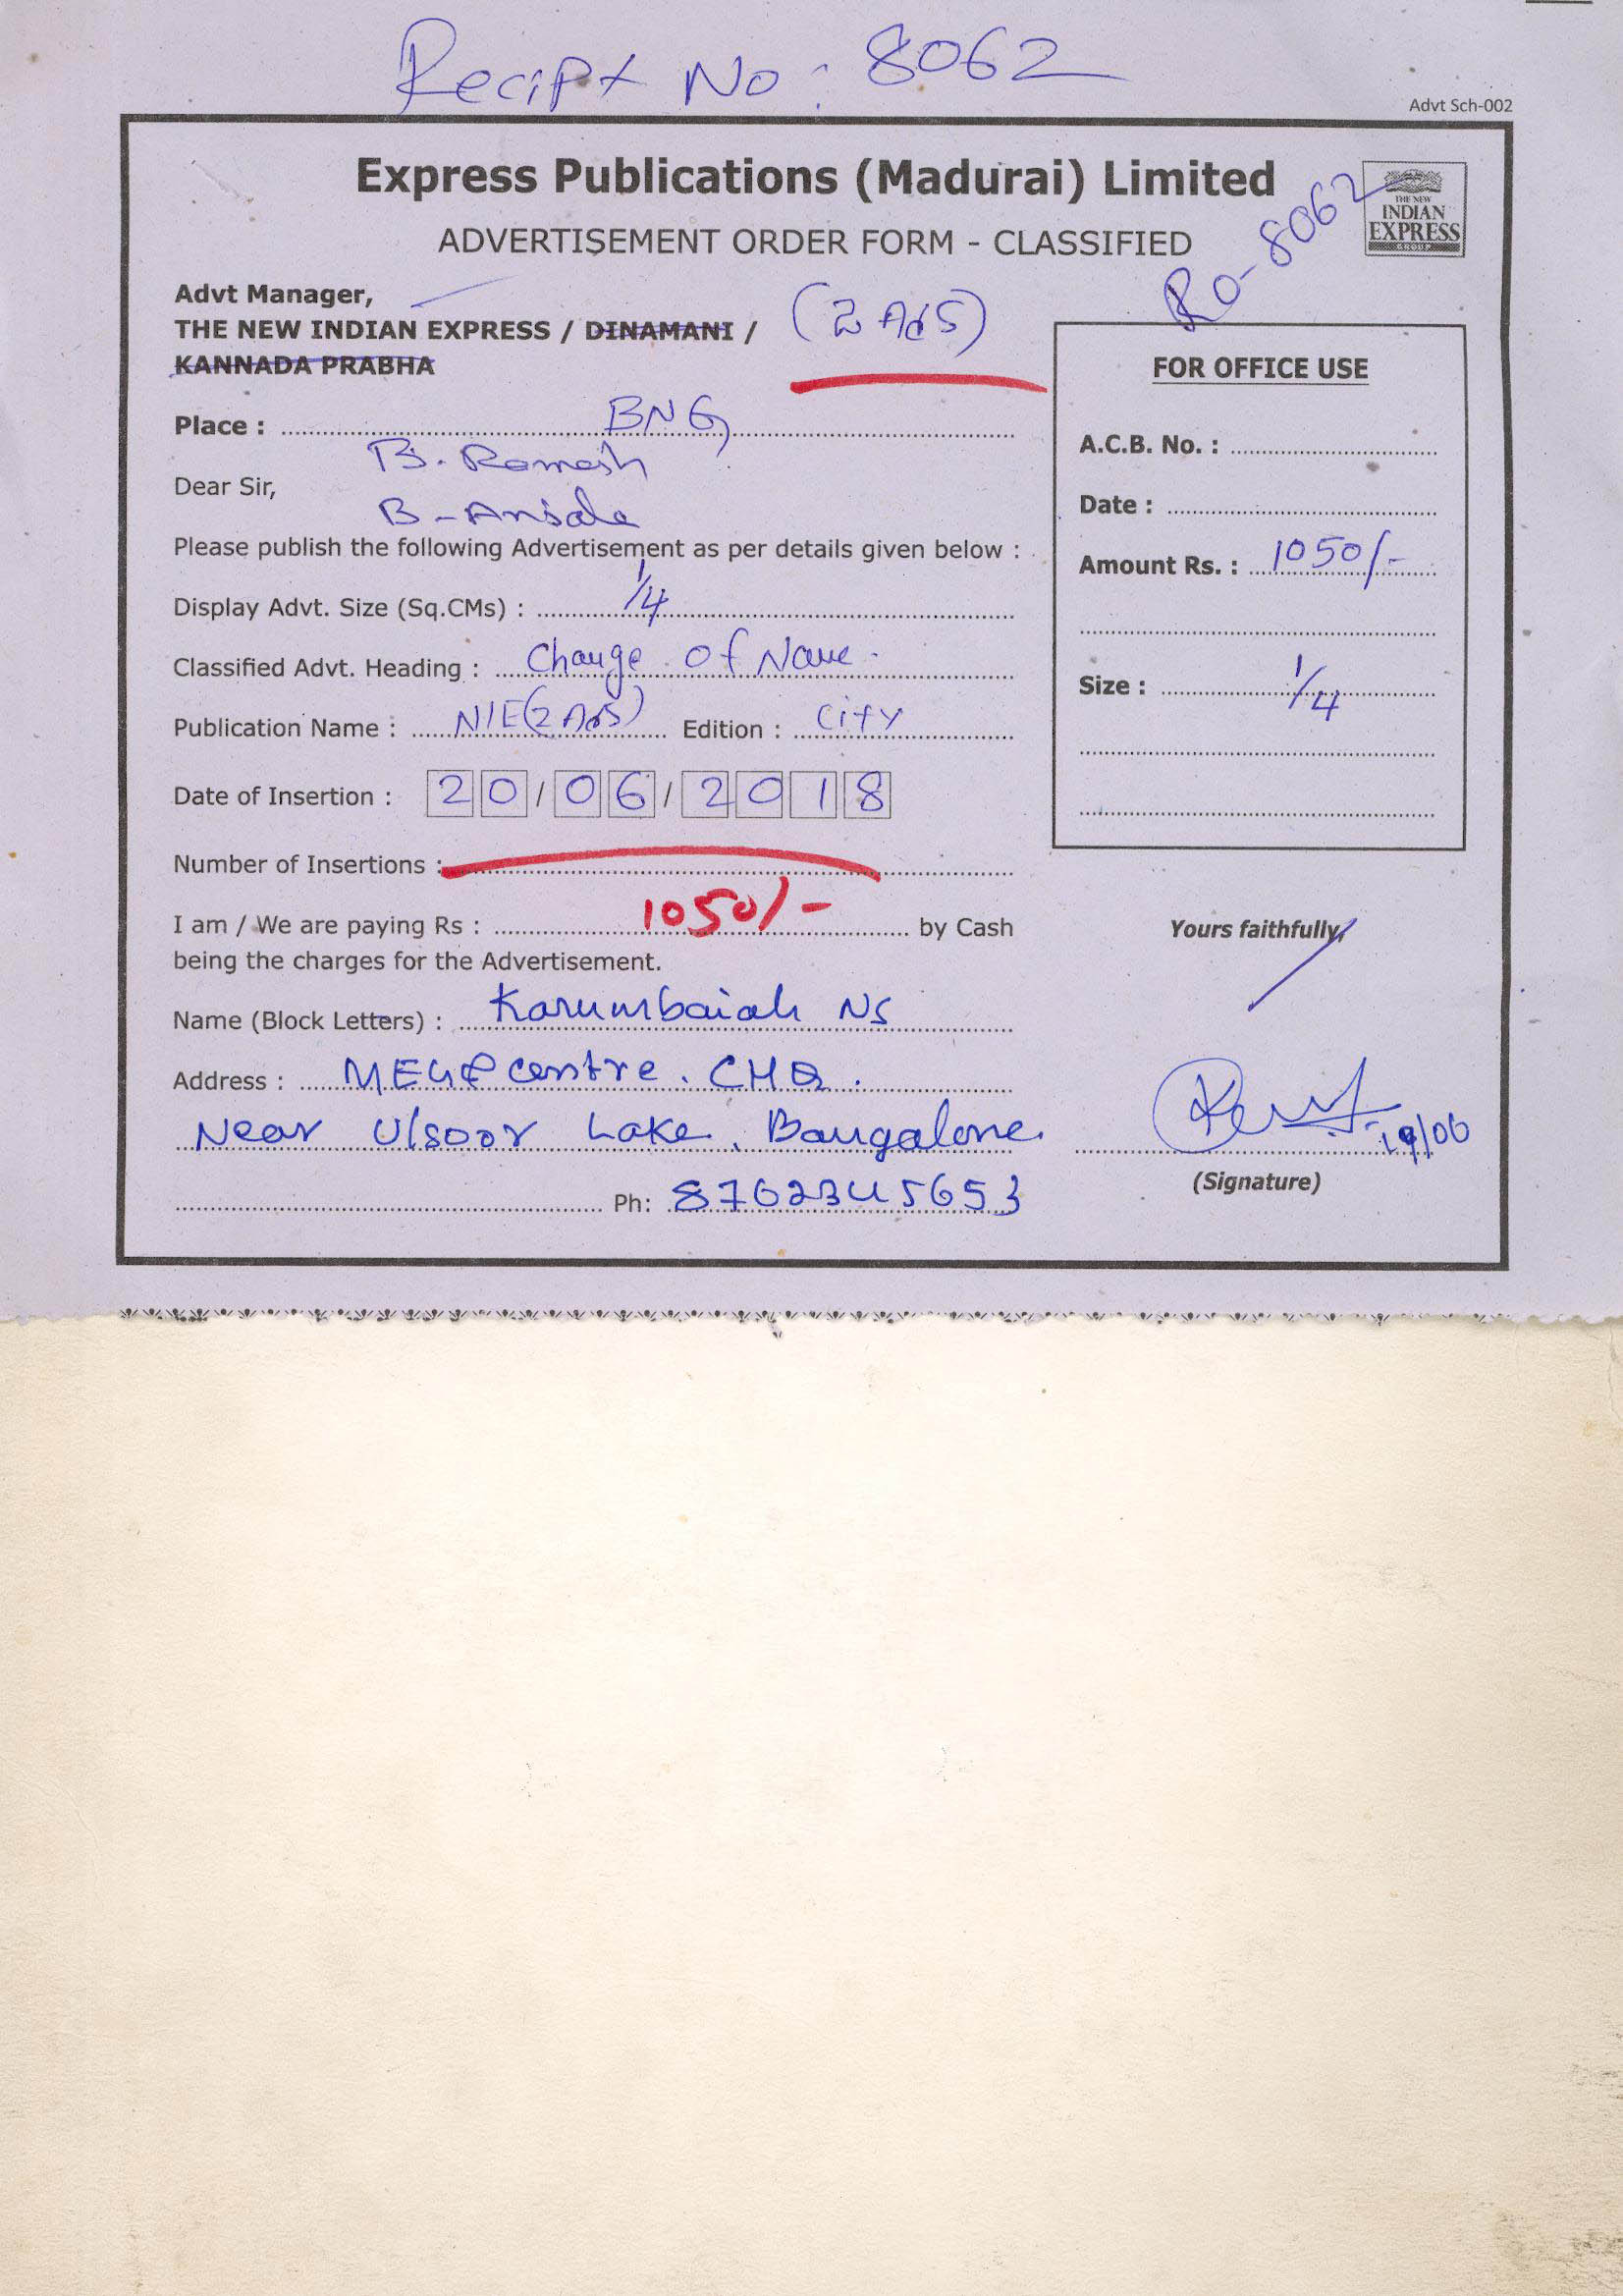 Recipt No: 8062
Advt Sch-002
Express Publications (Madurai) Limited
ADVERTISEMENT ORDER FORM - CLASSIFIED
RO-8062
THE NEW
INDIAN
EXPRESS
GROUP
Advt Manager,
THE NEW INDIAN EXPRESS / DINAMANI /
KANNADA PRABHA
(2 Ads)
Place : BNG
B. Ramesh
Dear Sir,
B-Anjala
Please publish the following Advertisement as per details given below :
Display Advt. Size (Sq.CMs) : 1/4
Classified Advt. Heading : Change of Name.
Publication Name : NIE(2 Ads) Edition : City
Date of Insertion : 20/06/2018
Number of Insertions :
I am / We are paying Rs : 1050/- by Cash
being the charges for the Advertisement.
Name (Block Letters) : Karumbaiah NS
Address : centre. CHQ.
Near Ulsoor Lake, Bangalore.
Ph: 8762345653
FOR OFFICE USE
A.C.B. No. :
Date :
Amount Rs. : 1050/-
Size : 1/4
Yours faithfully,
19/06
(Signature)